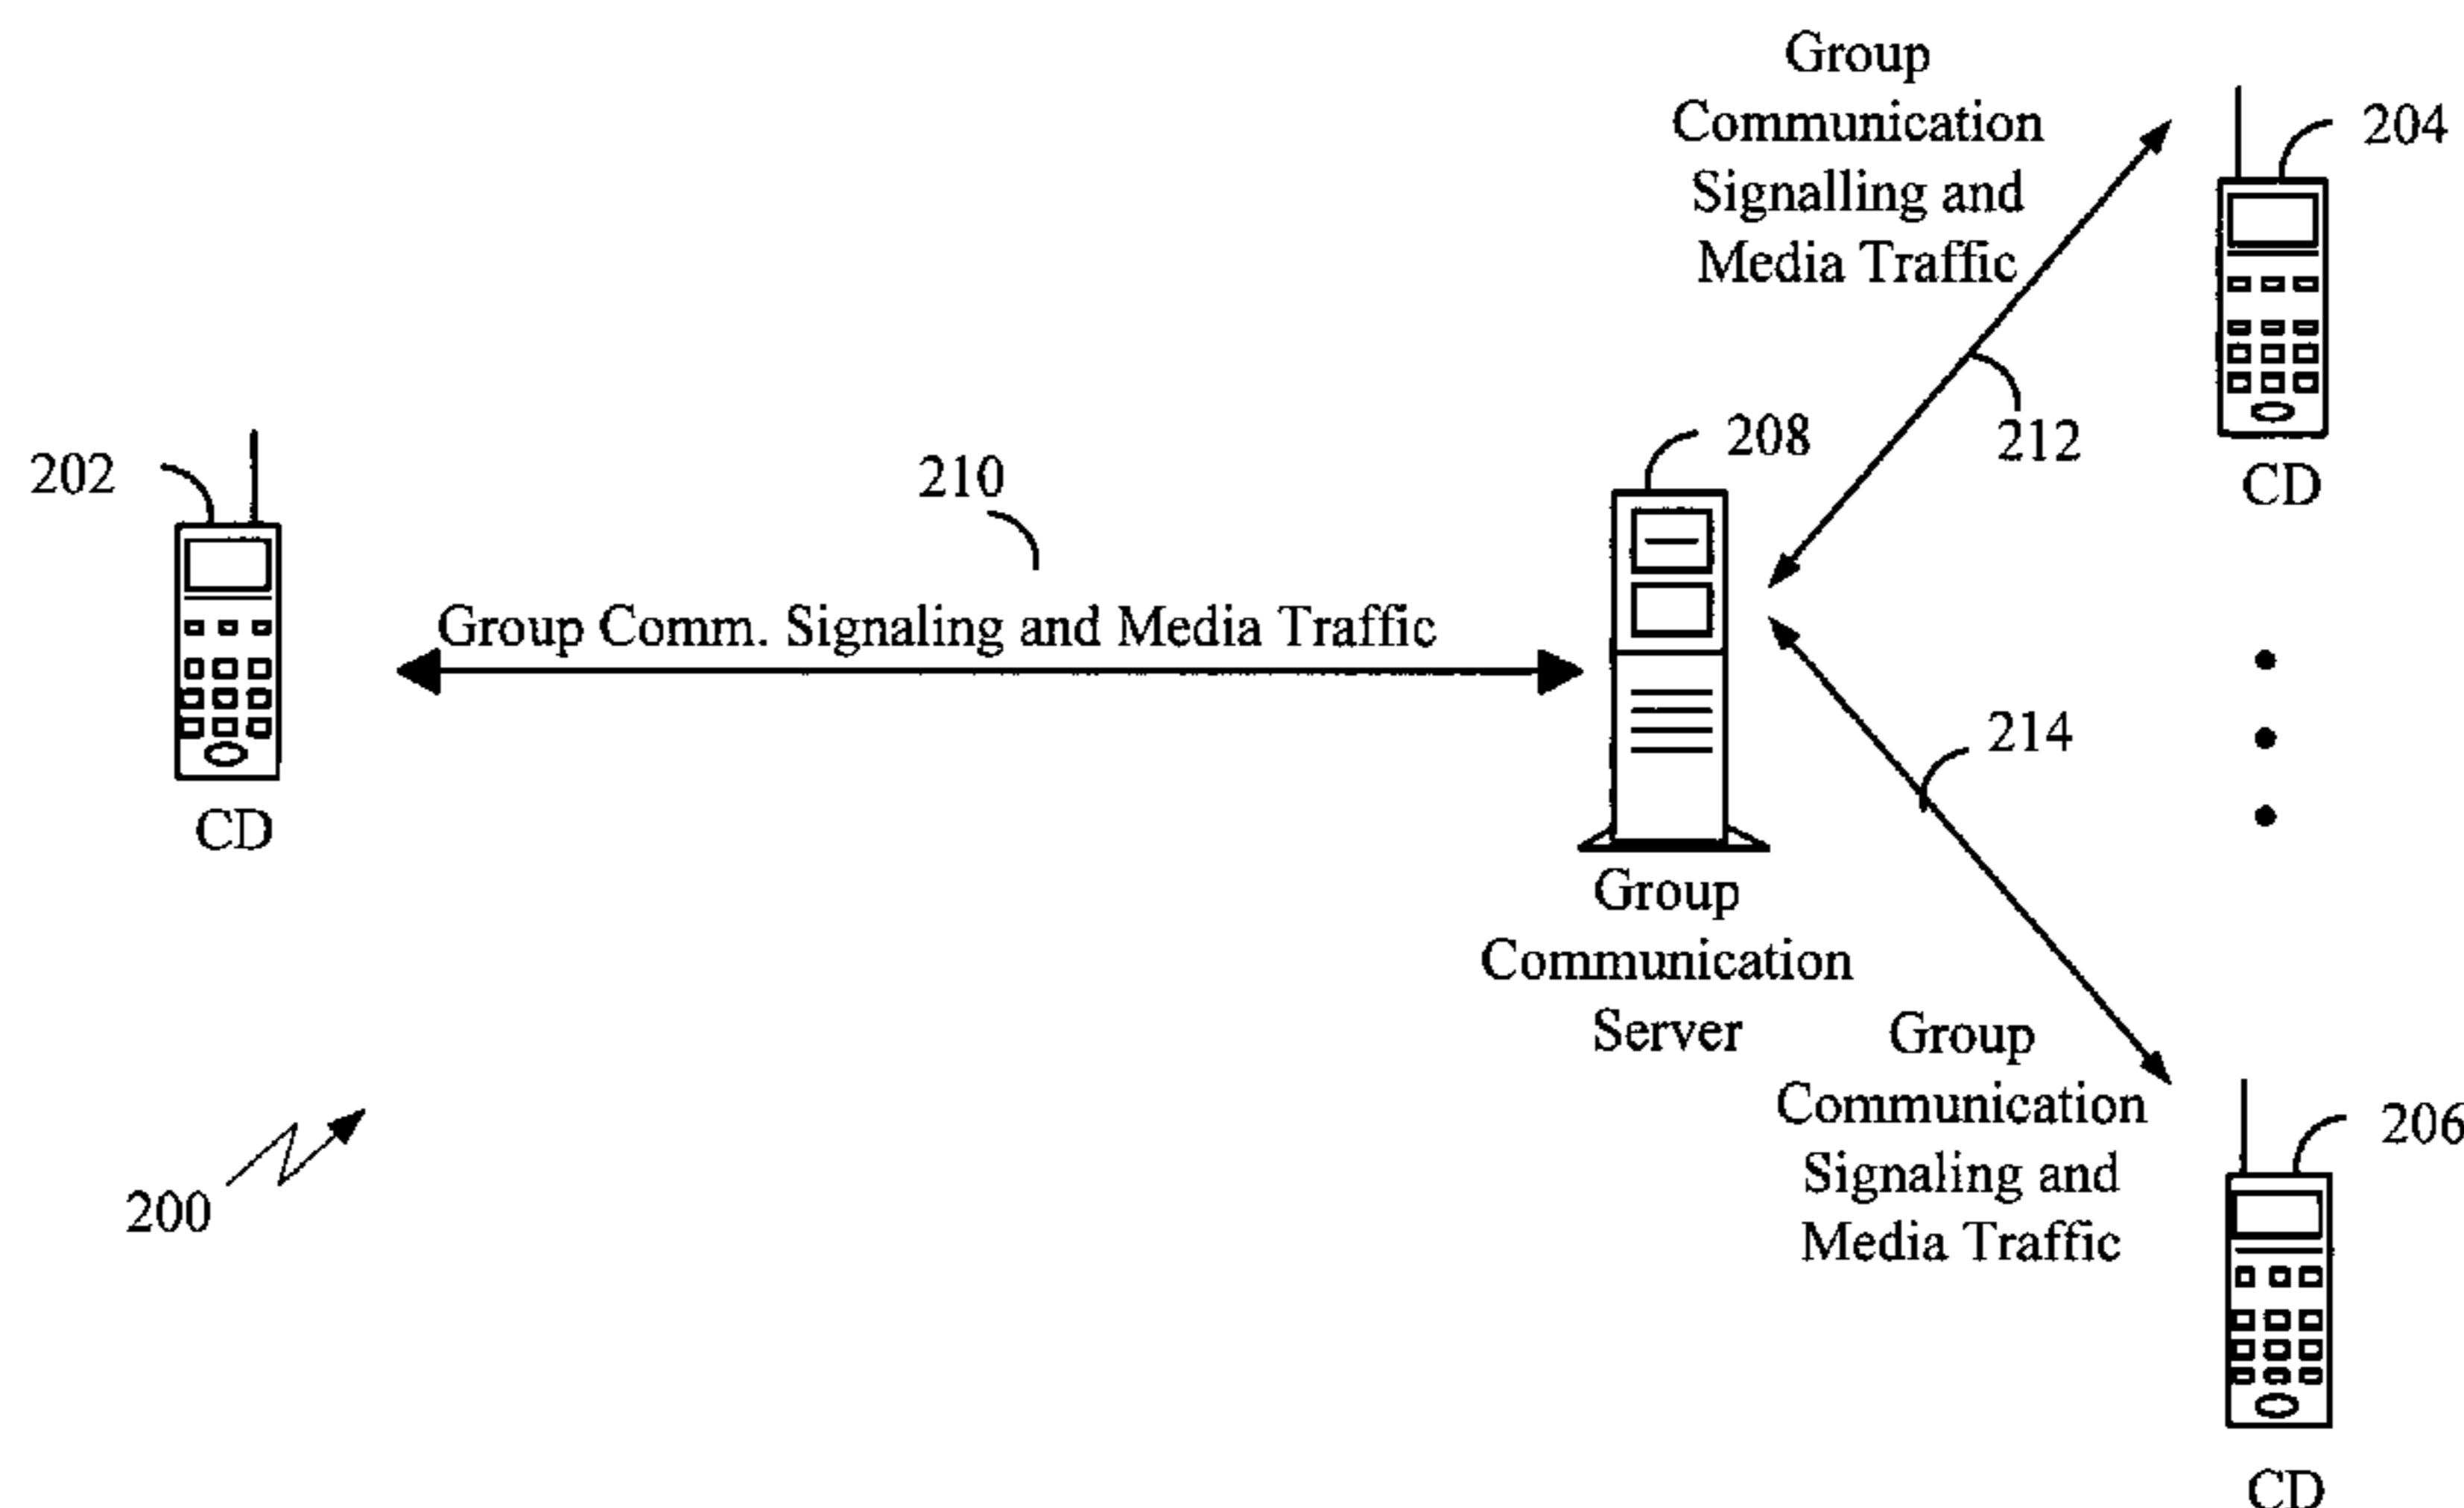 Group
Communication
Signalling and
Media Traffic
204
212
CD
202
210
208
Group Comm. Signaling and Media Traffic
CD
214
Group
Communication
Server
Group
Communication
Signaling and
Media Traffic
206
CD
200